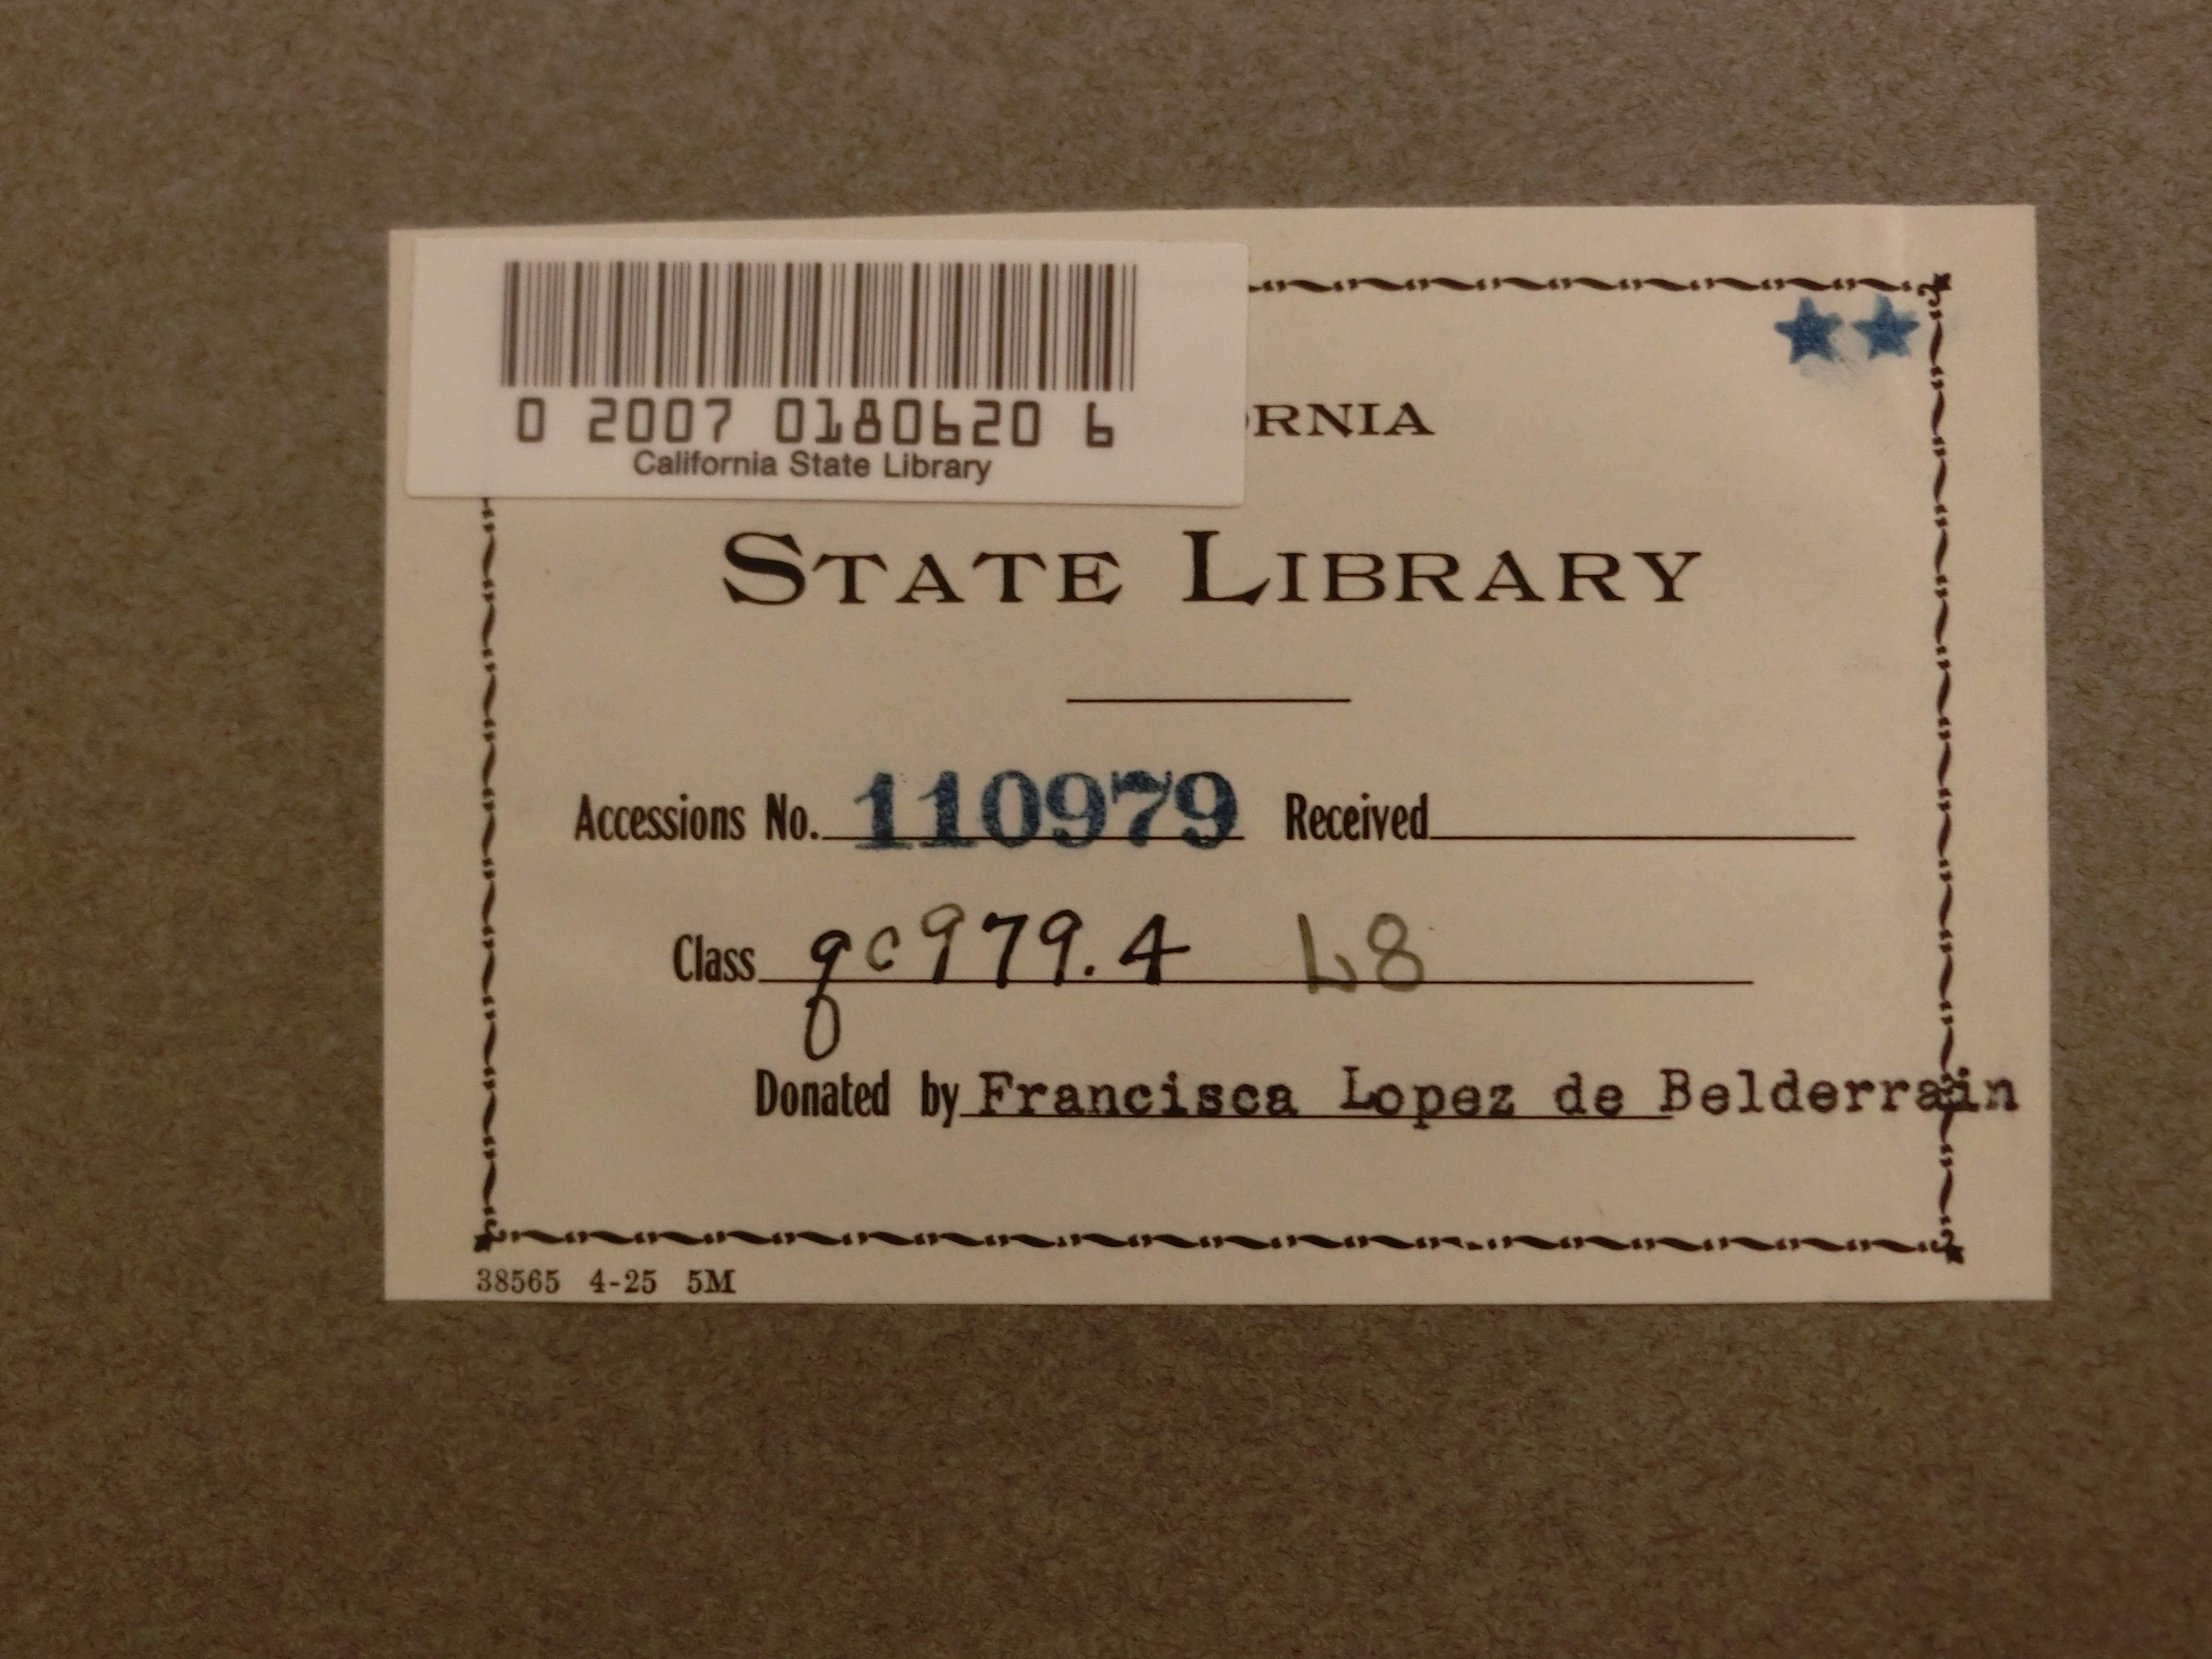 0 2007 0180620 6
California State Library
ORNIA
STATE LIBRARY
Accessions No. 110979 Received
Class qc979.4 L8
Donated by Francisca Lopez de Belderrain
38565 4-25 5M